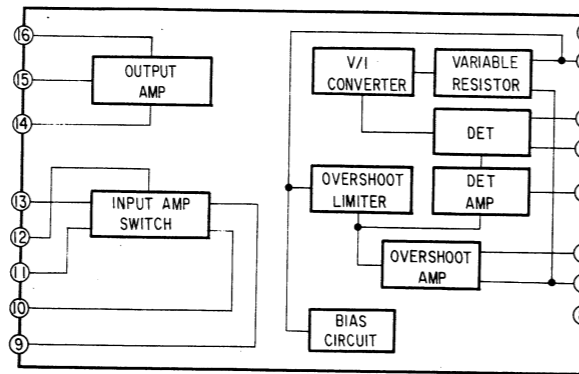 16
15
14
13
12
11
10
9
OUTPUT
AMP
INPUT AMP
SWITCH
V/I
CONVERTER
VARIABLE
RESISTOR
DET
OVERSHOOT
LIMITER
DET
AMP
OVERSHOOT
AMP
BIAS
CIRCUIT